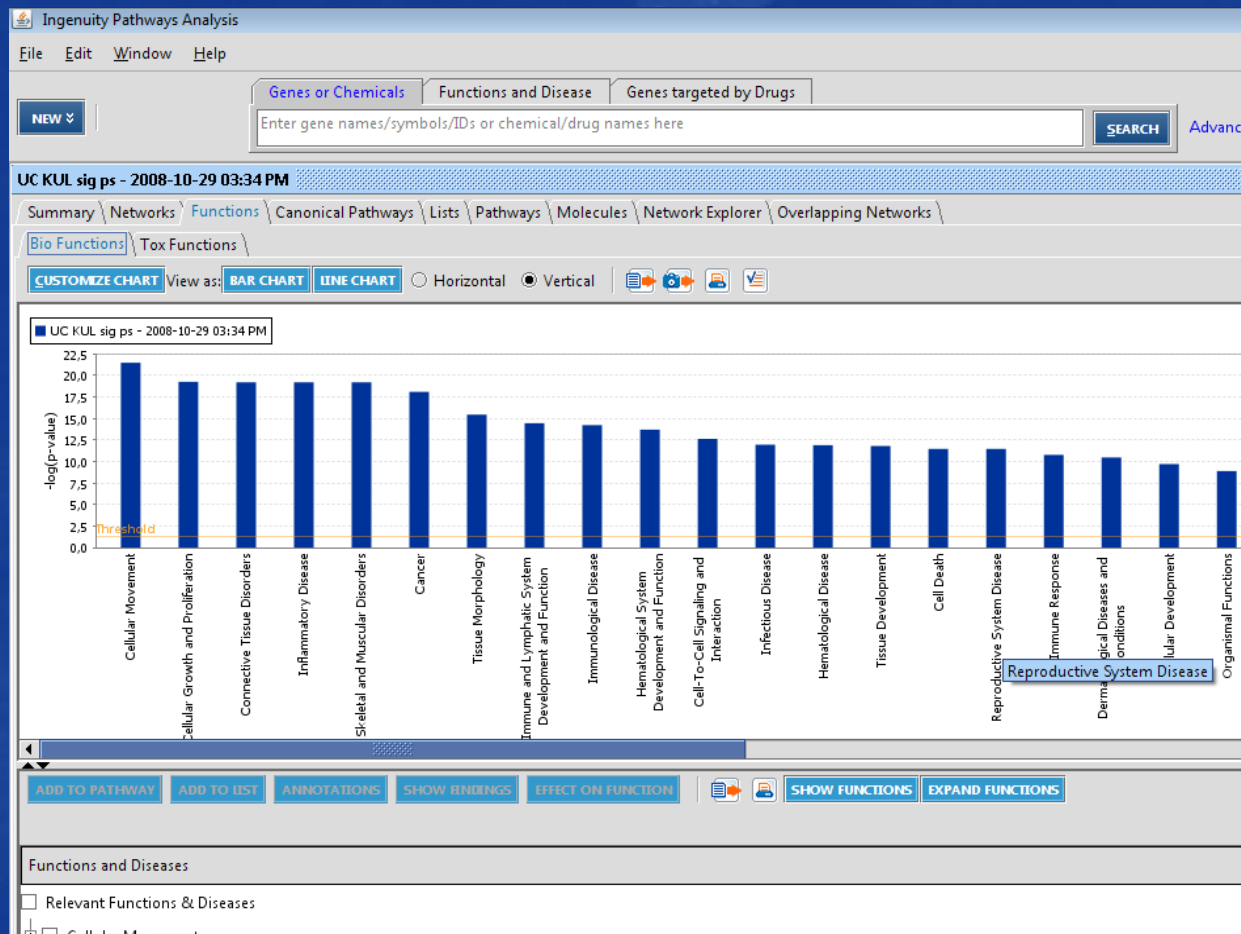 Ingenuity Pathways Analysis
File Edit Window Help
Genes or Chemicals Functions and Disease Genes targeted by Drugs
NEW
Enter gene names/symbols/IDs or chemical/drug names here
SEARCH
Advanc
UC KUL sig ps - 2008-10-29 03:34 PM
Summary Networks Functions Canonical Pathways Lists Pathways Molecules Network Explorer Overlapping Networks
Bio Functions Tox Functions
CUSTOMIZE CHART View as: BAR CHART LINE CHART Horizontal Vertical
UC KUL sig ps - 2008-10-29 03:34 PM
22,5
20,0
17,5
15,0
12,5
10,0
7,5
5,0
2,5
0,0
-log(p-value)
Threshold
Cellular Movement
Cellular Growth and Proliferation
Connective Tissue Disorders
Inflammatory Disease
Skeletal and Muscular Disorders
Cancer
Tissue Morphology
Immune and Lymphatic System
Development and Function
Immunological Disease
Hematological System
Development and Function
Cell-To-Cell Signaling and
Interaction
Infectious Disease
Hematological Disease
Tissue Development
Cell Death
Reproductive System Disease
Immune Response
Derma gical Diseases and
onditions
lular Development
Organismal Functions
Reproductive System Disease
ADD TO PATHWAY ADD TO LIST ANNOTATIONS SHOW FINDINGS EFFECT ON FUNCTION SHOW FUNCTIONS EXPAND FUNCTIONS
Functions and Diseases
Relevant Functions & Diseases
Cellular Movement